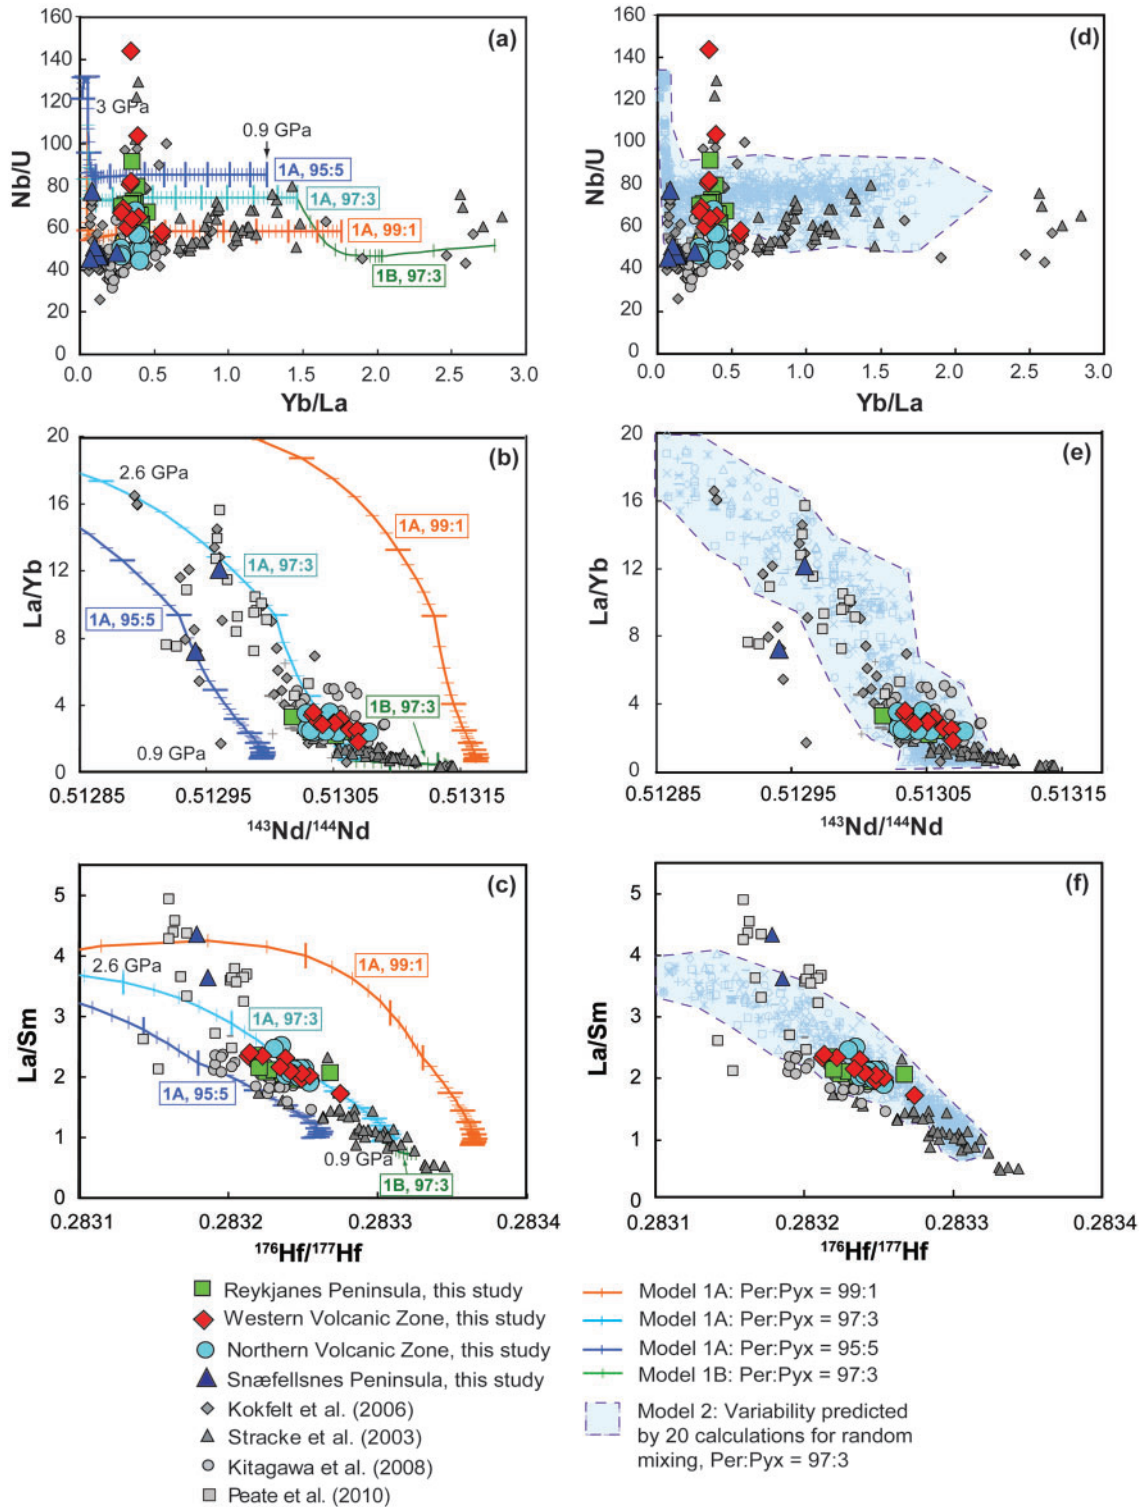 160
140
120
100
80
60
40
20
0
Nb/U
(a)
3 GPa
0.9 GPa
1A, 95:5
1A, 97:3
1A, 99:1
1B, 97:3
0.0 0.5 1.0 1.5 2.0 2.5 3.0
Yb/La
160
140
120
100
80
60
40
20
0
Nb/U
(d)
0.0 0.5 1.0 1.5 2.0 2.5 3.0
Yb/La
20
16
12
8
4
0
La/Yb
(b)
2.6 GPa
1A, 99:1
1A, 97:3
1A, 95:5
1B, 97:3
0.9 GPa
0.51285 0.51295 0.51305 0.51315
¹⁴³Nd/¹⁴⁴Nd
20
16
12
8
4
0
La/Yb
(e)
0.51285 0.51295 0.51305 0.51315
¹⁴³Nd/¹⁴⁴Nd
5
4
3
2
1
0
La/Sm
(c)
2.6 GPa
1A, 99:1
1A, 97:3
1A, 95:5
0.9 GPa
1B, 97:3
0.2831 0.2832 0.2833 0.2834
¹⁷⁶Hf/¹⁷⁷Hf
5
4
3
2
1
0
La/Sm
(f)
0.2831 0.2832 0.2833 0.2834
¹⁷⁶Hf/¹⁷⁷Hf
Reykjanes Peninsula, this study
Western Volcanic Zone, this study
Northern Volcanic Zone, this study
Snæfellsnes Peninsula, this study
Kokfelt et al. (2006)
Stracke et al. (2003)
Kitagawa et al. (2008)
Peate et al. (2010)
Model 1A: Per:Pyx = 99:1
Model 1A: Per:Pyx = 97:3
Model 1A: Per:Pyx = 95:5
Model 1B: Per:Pyx = 97:3
Model 2: Variability predicted
by 20 calculations for random
mixing, Per:Pyx = 97:3